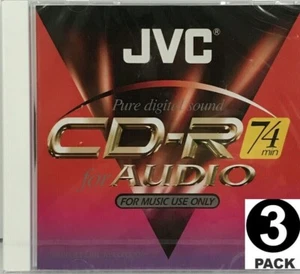 JVC®
Pure digital sound
CD-R 74
min
for AUDIO
FOR MUSIC USE ONLY
3
PACK